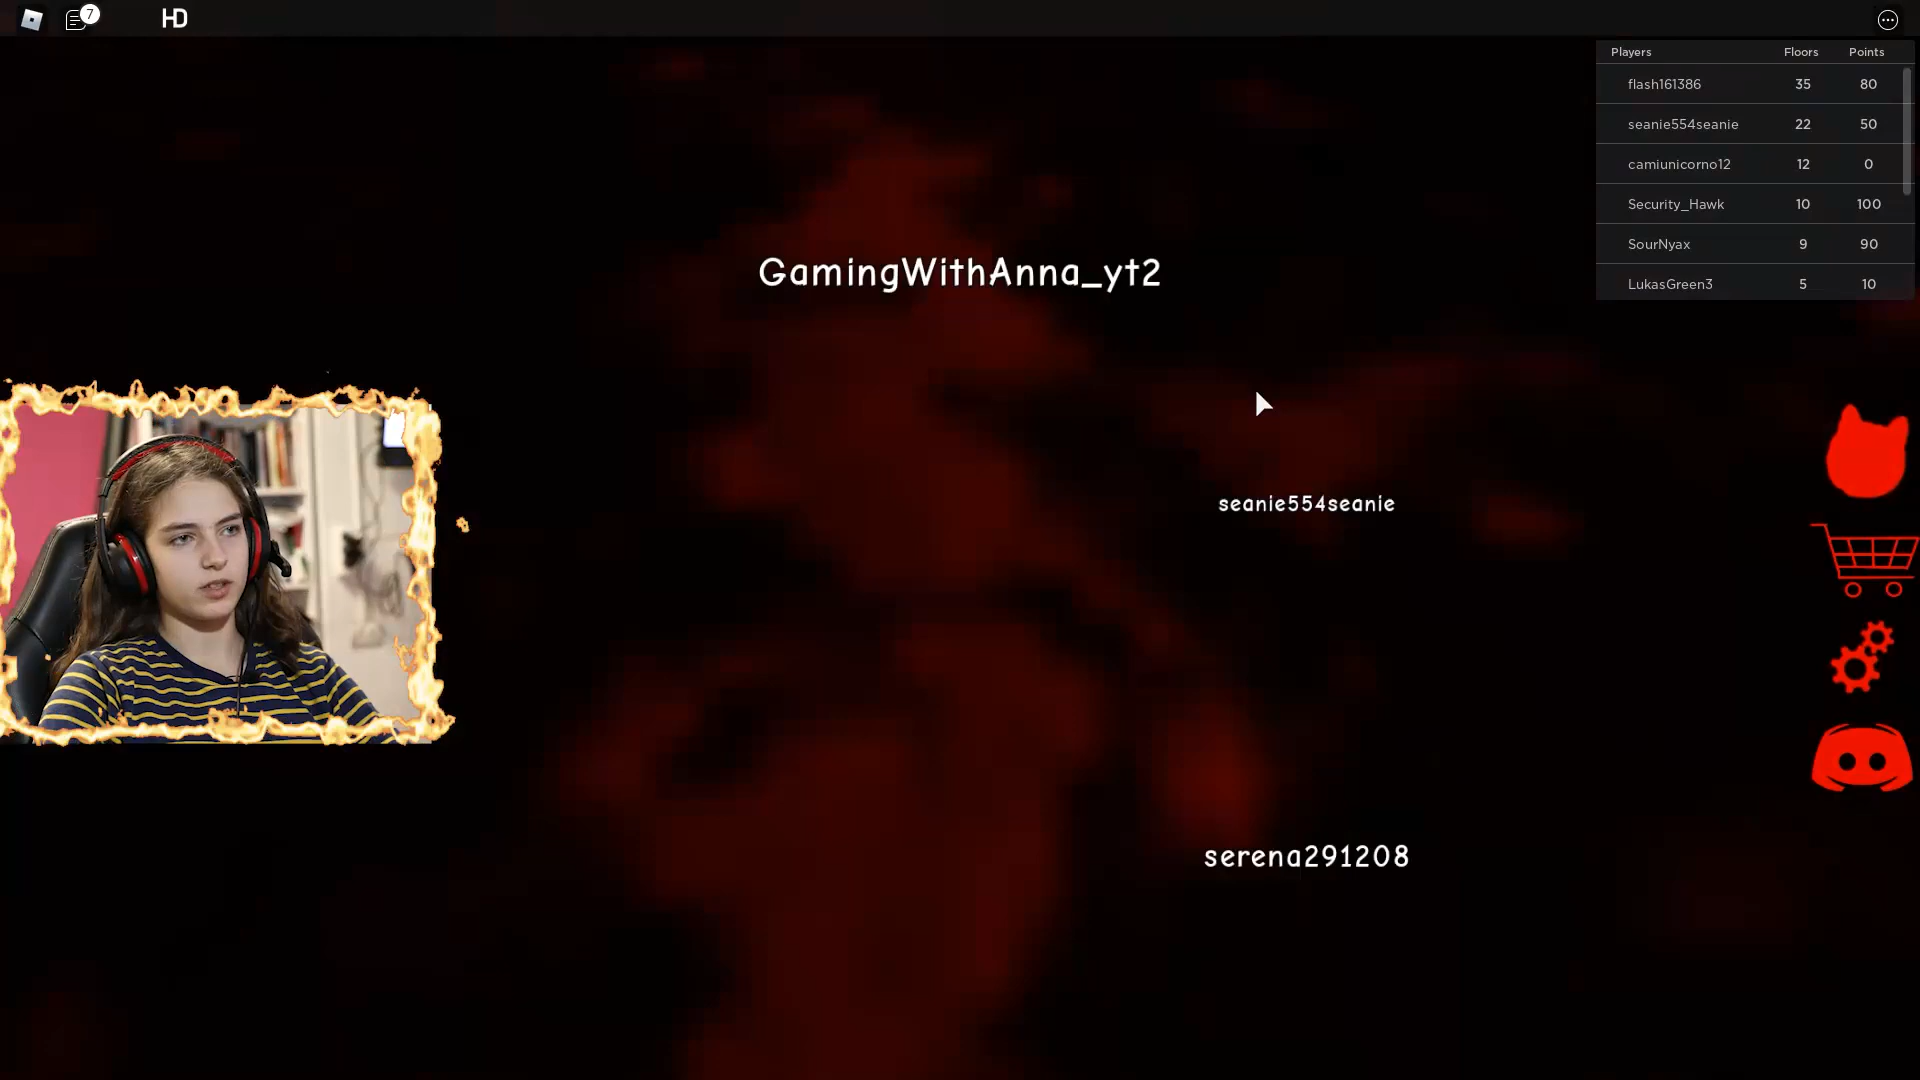 7
HD
Players Floors Points
flash161386 35 80
seanie554seanie 22 50
camiunicorno12 12 0
Security_Hawk 10 100
SourNyax 9 90
LukasGreen3 5 10
GamingWithAnna_yt2
seanie554seanie
serena291208